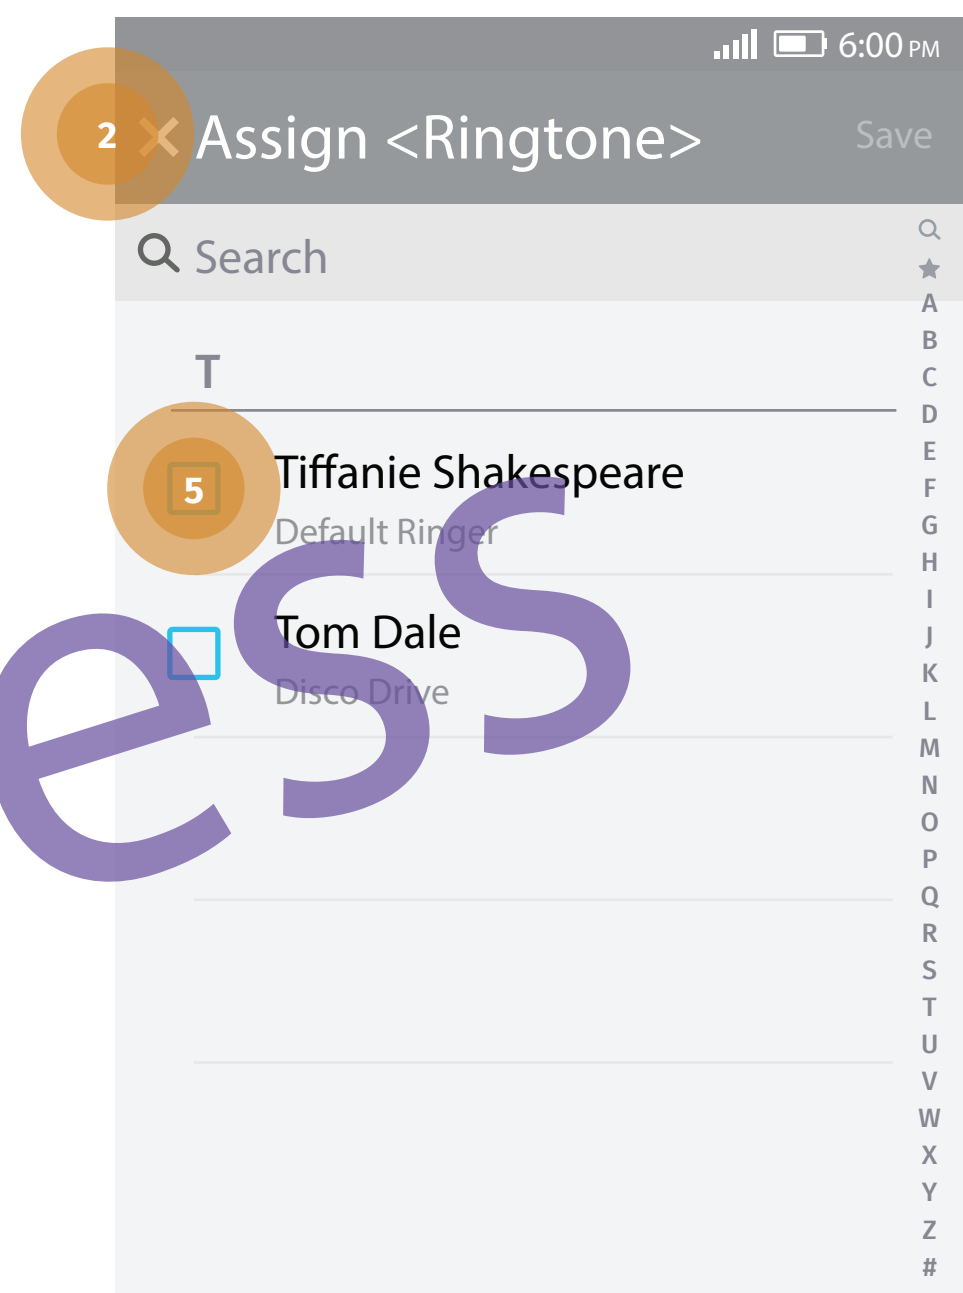 6:00 PM
2
Assign <Ringtone>
Save
Search
T
5
Tiffanie Shakespeare
Default Ringer
Tom Dale
Disco Drive
ess
A
B
C
D
E
F
G
H
I
J
K
L
M
N
O
P
Q
R
S
T
U
V
W
X
Y
Z
#